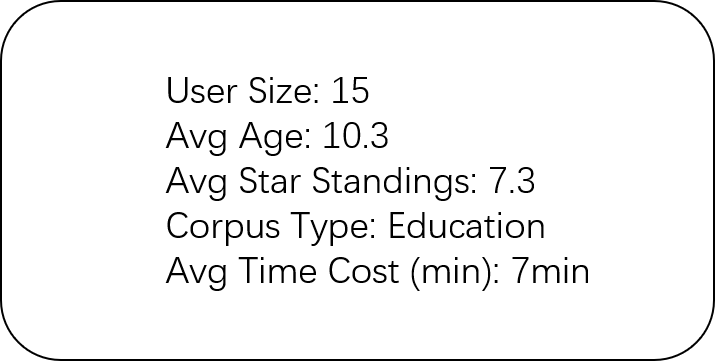 User Size: 15
Avg Age: 10.3
Avg Star Standings: 7.3
Corpus Type: Education
Avg Time Cost (min): 7min